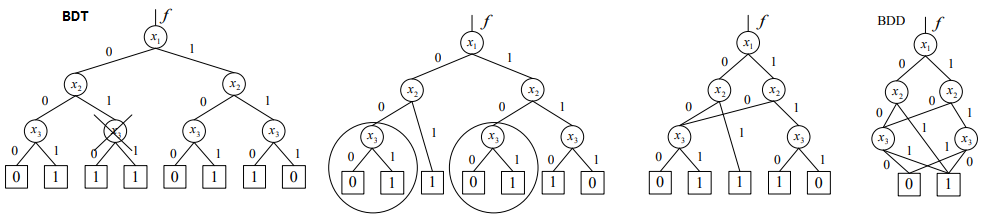 BDT f
x₁
0 1
x₂ x₂
0 1 0 1
x₃ x₃ x₃ x₃
0 1 0 1 0 1 0 1
0 1 1 1 0 1 1 0
f
x₁
0 1
x₂ x₂
0 0 1
x₃ 1 x₃ x₃
0 1 0 1 0 1
0 1 1 0 1 1 0
f
x₁
0 1
x₂ x₂
0 0 1
x₃ 1 x₃
0 1 0 1
0 1 1 1 0
BDD f
x₁
0 1
x₂ x₂
0 0 1
x₃ 1 x₃
0 1 1 0
0 1